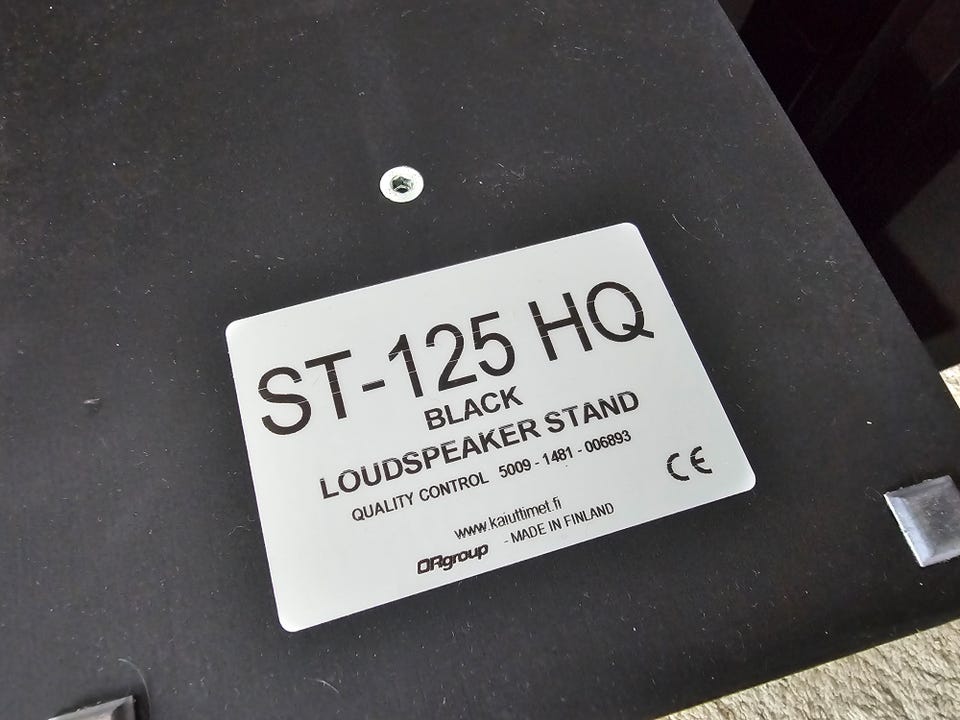 ST-125 HQ
BLACK
LOUDSPEAKER STAND
QUALITY CONTROL 5009 - 1481 - 006893
CE
www.kaiuttimet.fi
ORgroup - MADE IN FINLAND